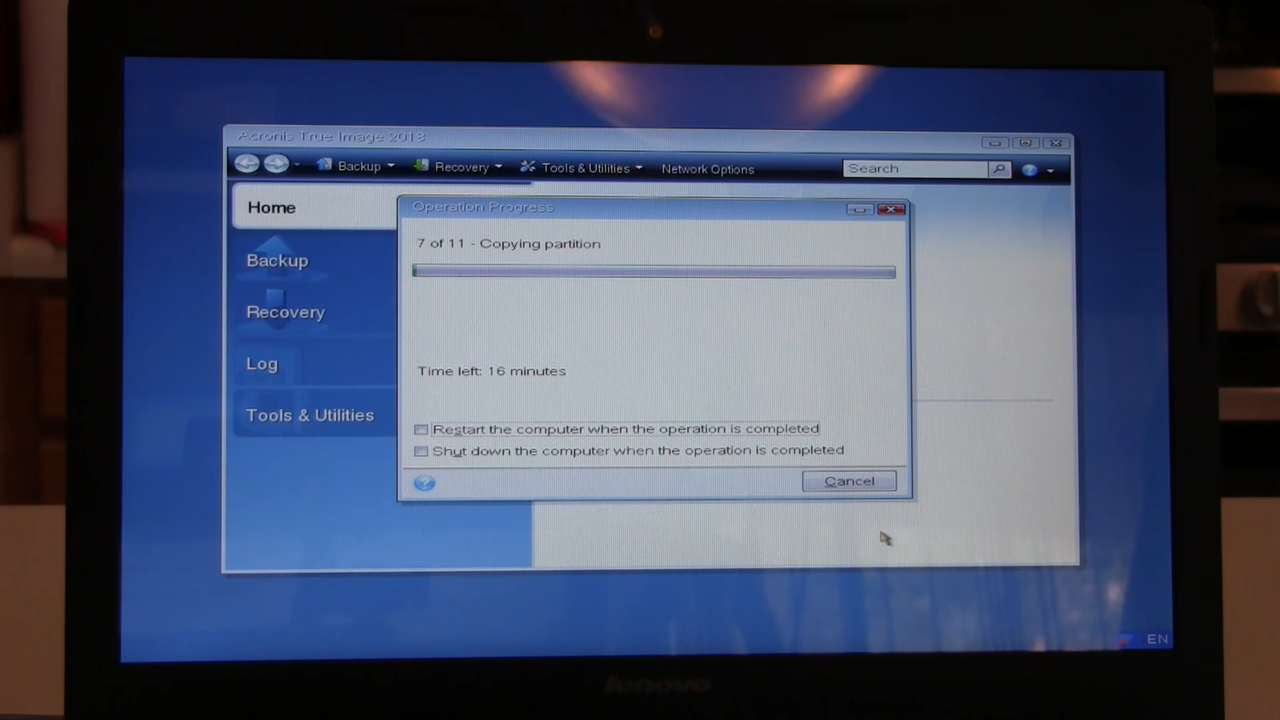 Acronis True Image 2013
Backup
Recovery
Tools & Utilities
Network Options
Search
Home
Backup
Recovery
Log
Tools & Utilities
Operation Progress
7 of 11 - Copying partition
Time left: 16 minutes
Restart the computer when the operation is completed
Shut down the computer when the operation is completed
Cancel
EN
lenovo